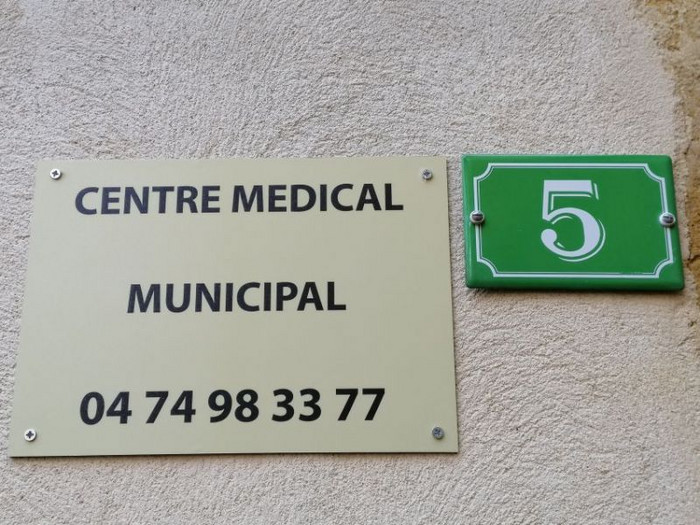 CENTRE MEDICAL
MUNICIPAL
04 74 98 33 77
5